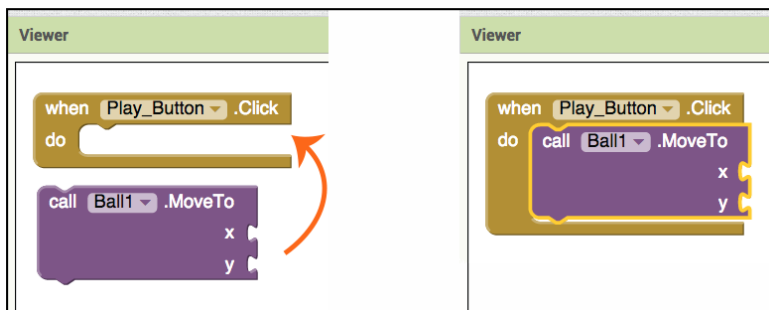 Viewer
when Play_Button .Click
do
call Ball1 .MoveTo
x
y
Viewer
when Play_Button .Click
do call Ball1 .MoveTo
x
y